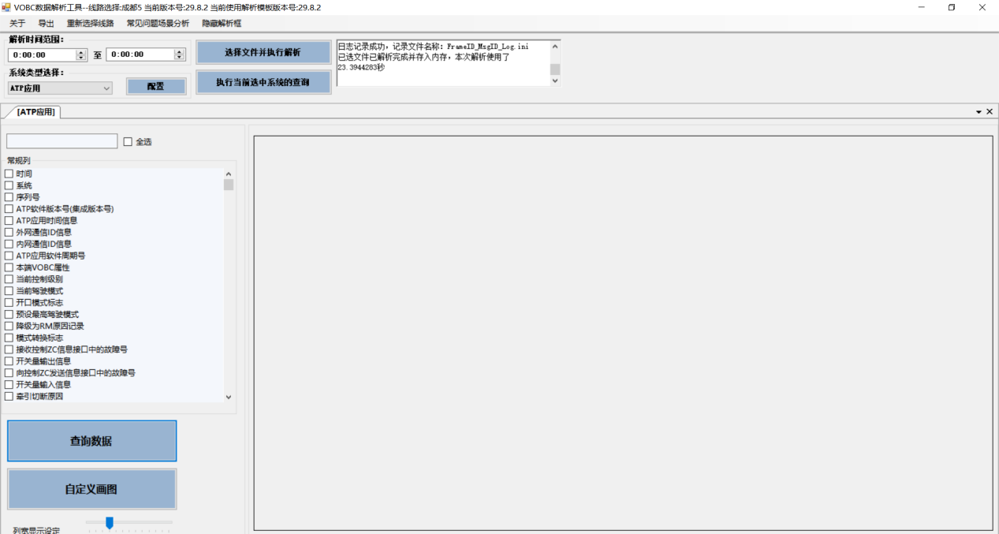 VOBC数据解析工具--线路选择:成都5 当前版本号:29.8.2 当前使用解析模板版本号:29.8.2
关于 导出 重新选择线路 常见问题场景分析 隐藏解析框
解析时间范围：
0:00:00 至 0:00:00
选择文件并执行解析
系统类型选择：
ATP应用
配置
执行当前选中系统的查询
日志记录成功，记录文件名称：FrameID_MsgID_Log.ini
已选文件已解析完成并存入内存，本次解析使用了
23.3944283秒
[ATP应用]
全选
常规列
时间
系统
序列号
ATP软件版本号(集成版本号)
ATP应用时间信息
外网通信ID信息
内网通信ID信息
ATP应用软件周期号
本端VOBC属性
当前控制级别
当前驾驶模式
开口模式标志
预设最高驾驶模式
降级为RM原因记录
模式转换标志
接收控制ZC信息接口中的故障号
开关量输出信息
向控制ZC发送信息接口中的故障号
开关量输入信息
牵引切断原因
查询数据
自定义画图
列宽显示设定